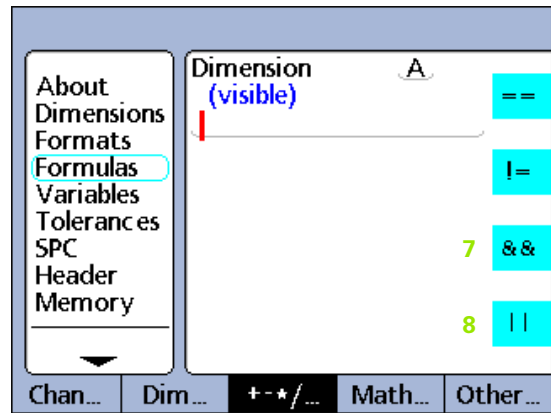 About
Dimensions
Formats
Formulas
Variables
Tolerances
SPC
Header
Memory
Dimension A
(visible)
==
!=
7 &&
8 ||
Chan... Dim... +-*/... Math... Other...